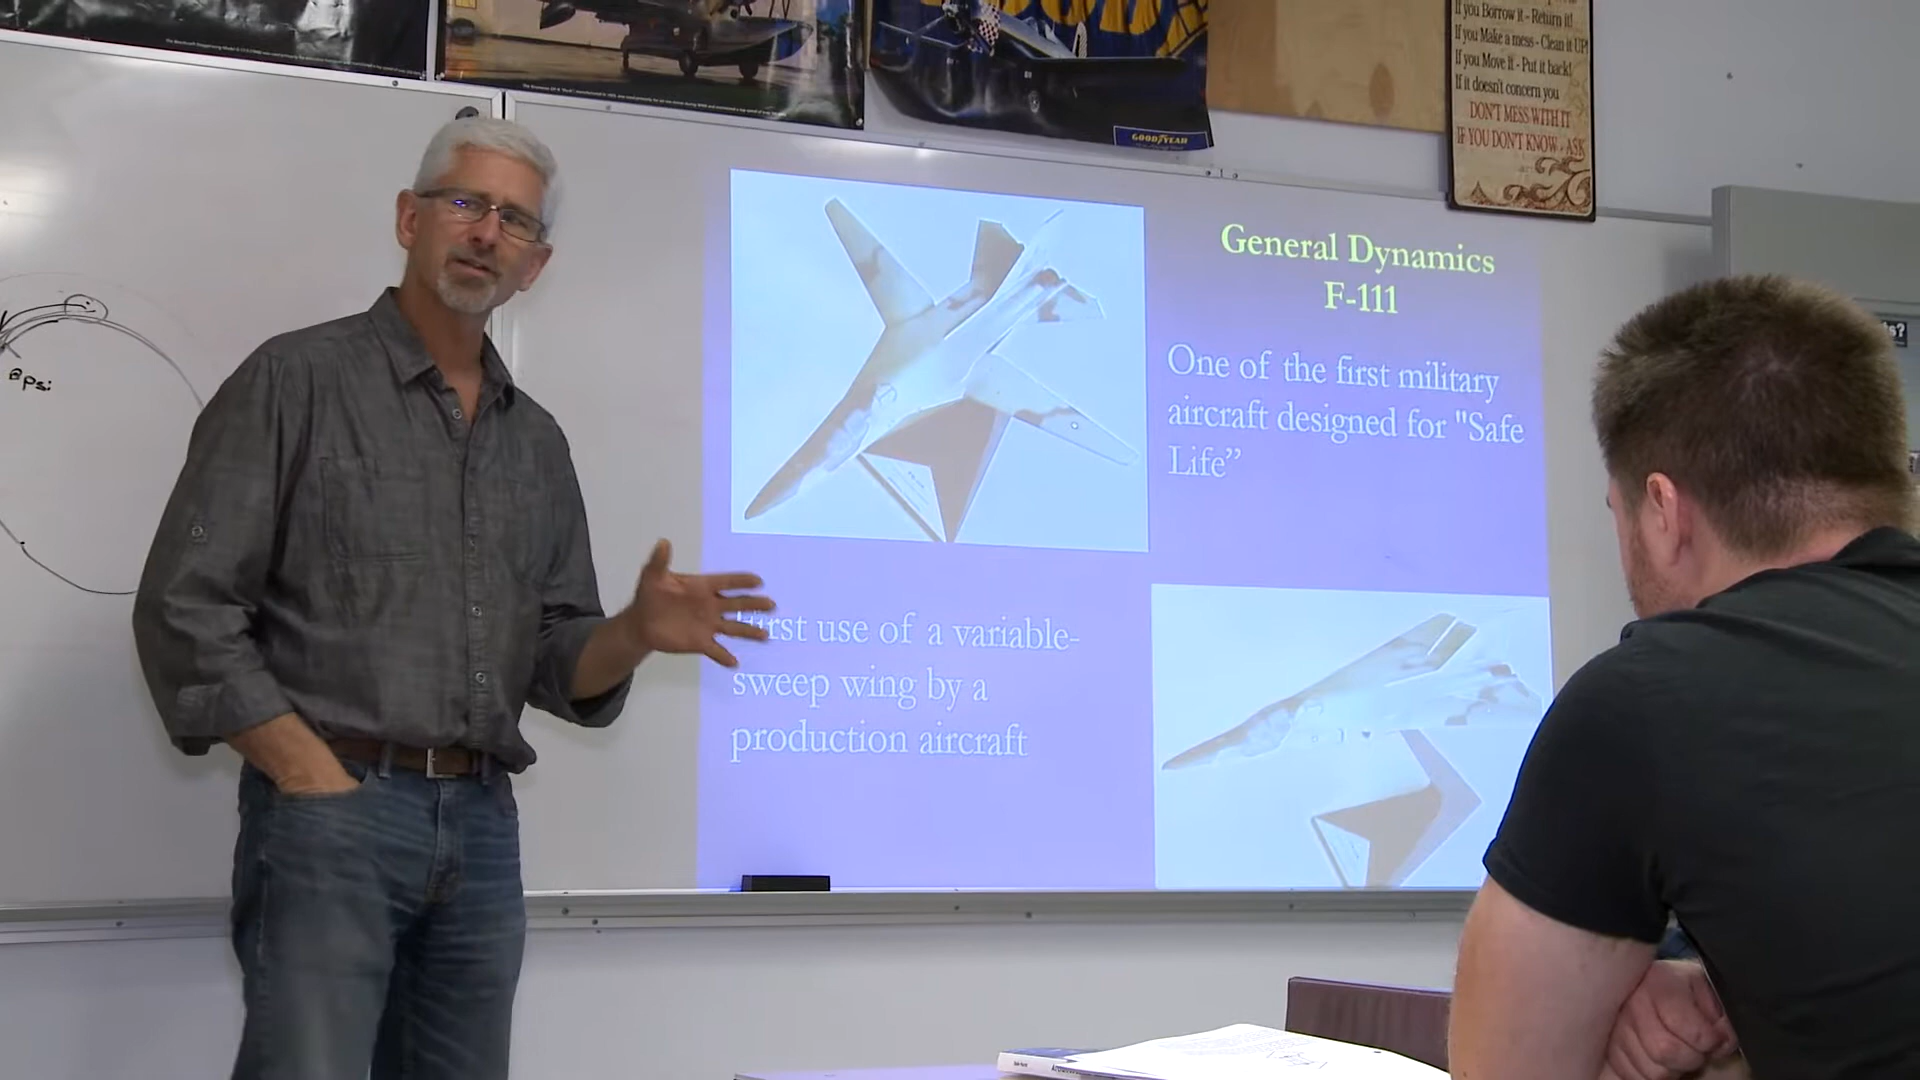 If you Borrow it - Return it!
If you Make a mess - Clean it UP!
If you Move it - Put it back!
If it doesn't concern you
DON'T MESS WITH IT
IF YOU DON'T KNOW - ASK
GOODYEAR
General Dynamics
F-111
One of the first military
aircraft designed for "Safe
Life”
First use of a variable-
sweep wing by a
production aircraft
@psi